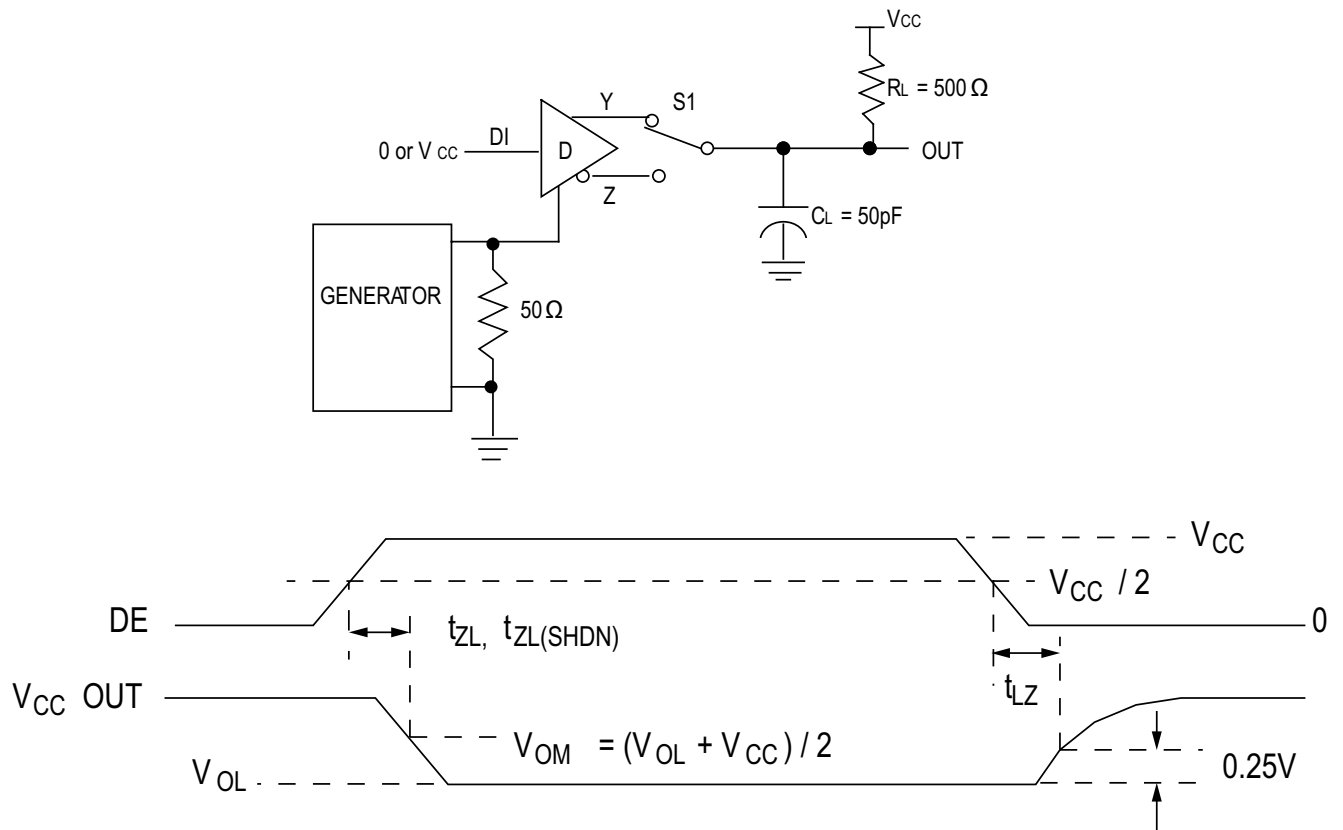 VCC
RL = 500 Ω
Y
S1
0 or V CC
DI
D
OUT
Z
CL = 50pF
GENERATOR
50 Ω
VCC
VCC / 2
DE
0
tZL, tZL(SHDN)
tLZ
VCC OUT
VOM = (VOL + VCC) / 2
0.25V
VOL